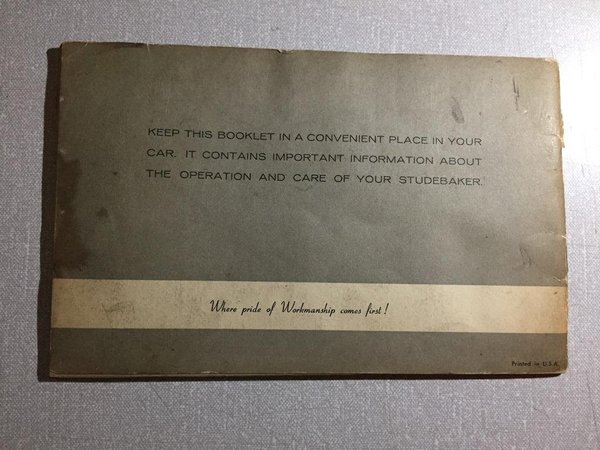 KEEP THIS BOOKLET IN A CONVENIENT PLACE IN YOUR
CAR. IT CONTAINS IMPORTANT INFORMATION ABOUT
THE OPERATION AND CARE OF YOUR STUDEBAKER.
Where pride of Workmanship comes first!
Printed in U.S.A.